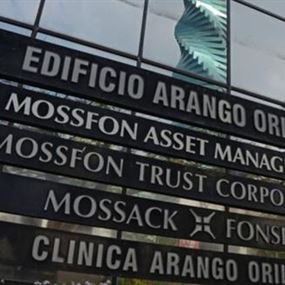 EDIFICIO ARANGO ORI
MOSSFON ASSET MANAG
MOSSFON TRUST CORPO
MOSSACK FONS
CLINICA ARANGO ORI